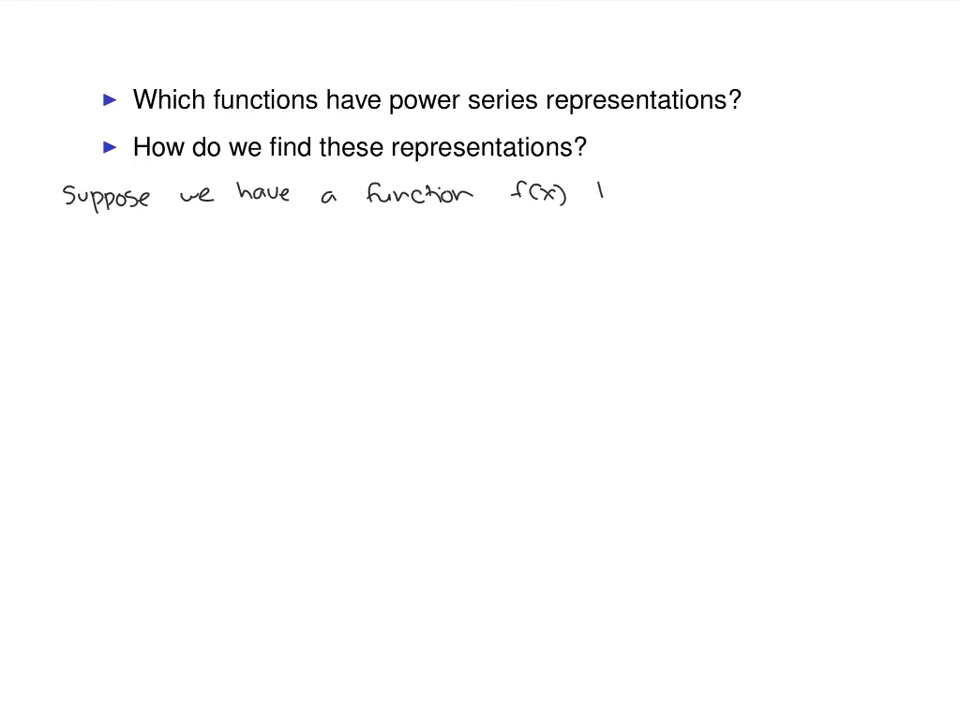 ▶ Which functions have power series representations?
▶ How do we find these representations?
Suppose we have a function f(x)